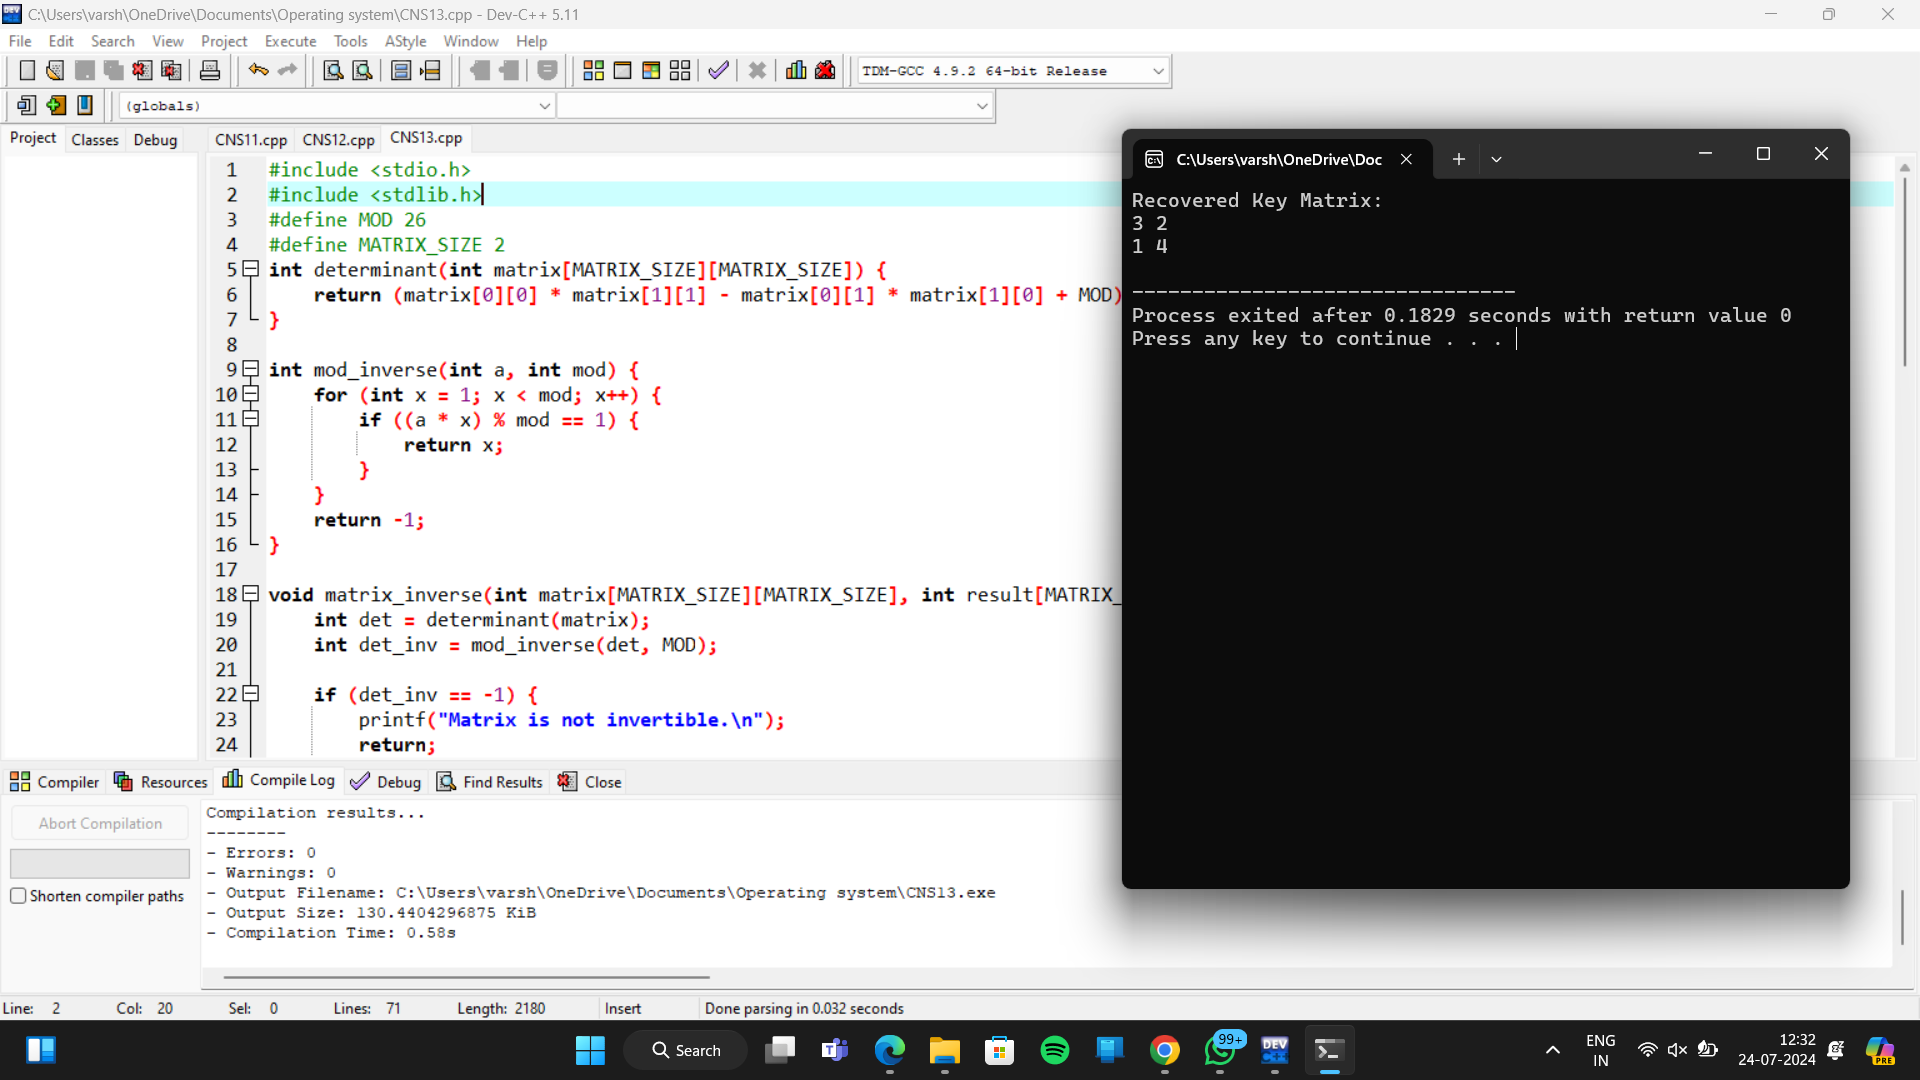 C:\Users\varsh\OneDrive\Documents\Operating system\CNS13.cpp - Dev-C++ 5.11
File Edit Search View Project Execute Tools AStyle Window Help
TDM-GCC 4.9.2 64-bit Release
(globals)
Project Classes Debug
CNS11.cpp CNS12.cpp CNS13.cpp
1 #include <stdio.h>
2 #include <stdlib.h>
3 #define MOD 26
4 #define MATRIX_SIZE 2
5 int determinant(int matrix[MATRIX_SIZE][MATRIX_SIZE]) {
6 return (matrix[0][0] * matrix[1][1] - matrix[0][1] * matrix[1][0] + MOD)
7 }
8
9 int mod_inverse(int a, int mod) {
10 for (int x = 1; x < mod; x++) {
11 if ((a * x) % mod == 1) {
12 return x;
13 }
14 }
15 return -1;
16 }
17
18 void matrix_inverse(int matrix[MATRIX_SIZE][MATRIX_SIZE], int result[MATRIX_
19 int det = determinant(matrix);
20 int det_inv = mod_inverse(det, MOD);
21
22 if (det_inv == -1) {
23 printf("Matrix is not invertible.\n");
24 return;
C:\Users\varsh\OneDrive\Doc
Recovered Key Matrix:
3 2
1 4
--------------------------------
Process exited after 0.1829 seconds with return value 0
Press any key to continue . . .
Compiler Resources Compile Log Debug Find Results Close
Abort Compilation
Shorten compiler paths
Compilation results...
--------
- Errors: 0
- Warnings: 0
- Output Filename: C:\Users\varsh\OneDrive\Documents\Operating system\CNS13.exe
- Output Size: 130.4404296875 KiB
- Compilation Time: 0.58s
Line: 2 Col: 20 Sel: 0 Lines: 71 Length: 2180 Insert Done parsing in 0.032 seconds
Search
99+
DEV C++
ENG
IN
12:32
24-07-2024
PRE